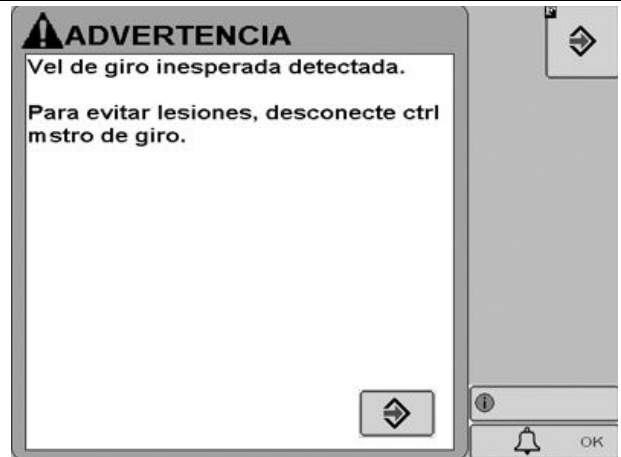 ADVERTENCIA
Vel de giro inesperada detectada.
Para evitar lesiones, desconecte ctrl
mstro de giro.
OK